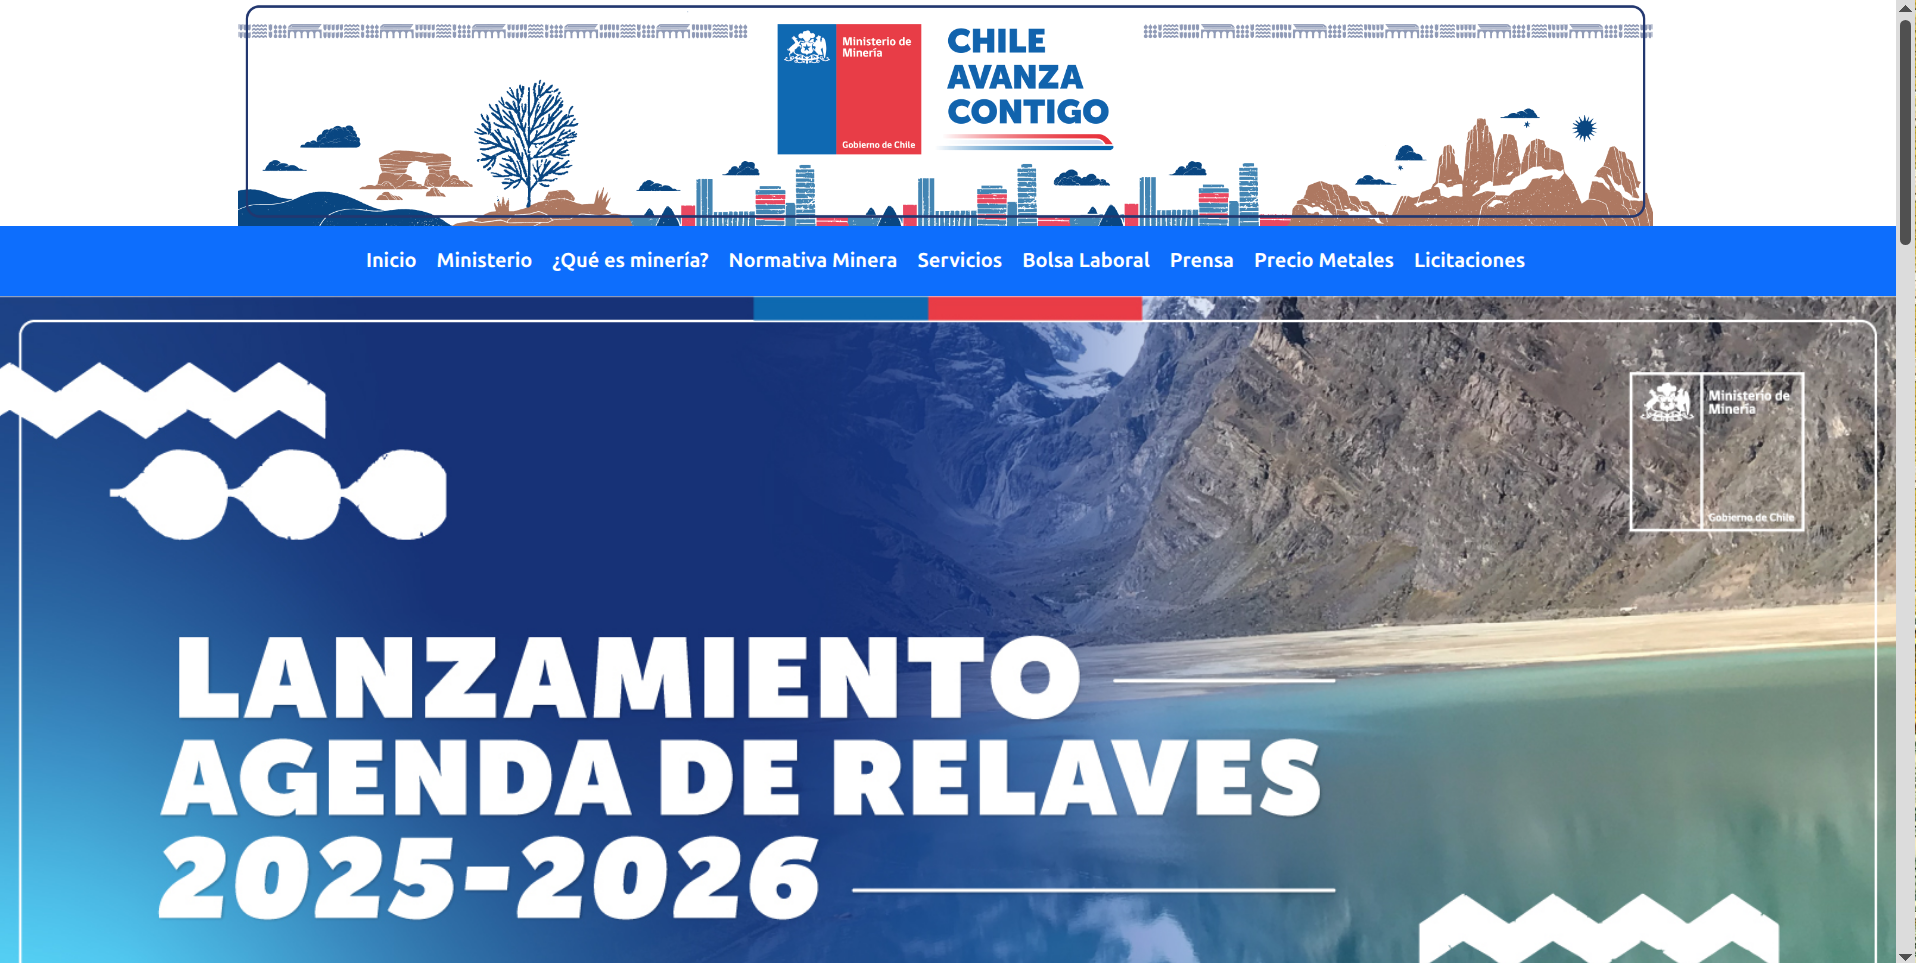 Ministerio de
Minería
Gobierno de Chile
CHILE
AVANZA
CONTIGO
Inicio Ministerio ¿Qué es minería? Normativa Minera Servicios Bolsa Laboral Prensa Precio Metales Licitaciones
Ministerio de
Minería
Gobierno de Chile
LANZAMIENTO
AGENDA DE RELAVES
2025-2026